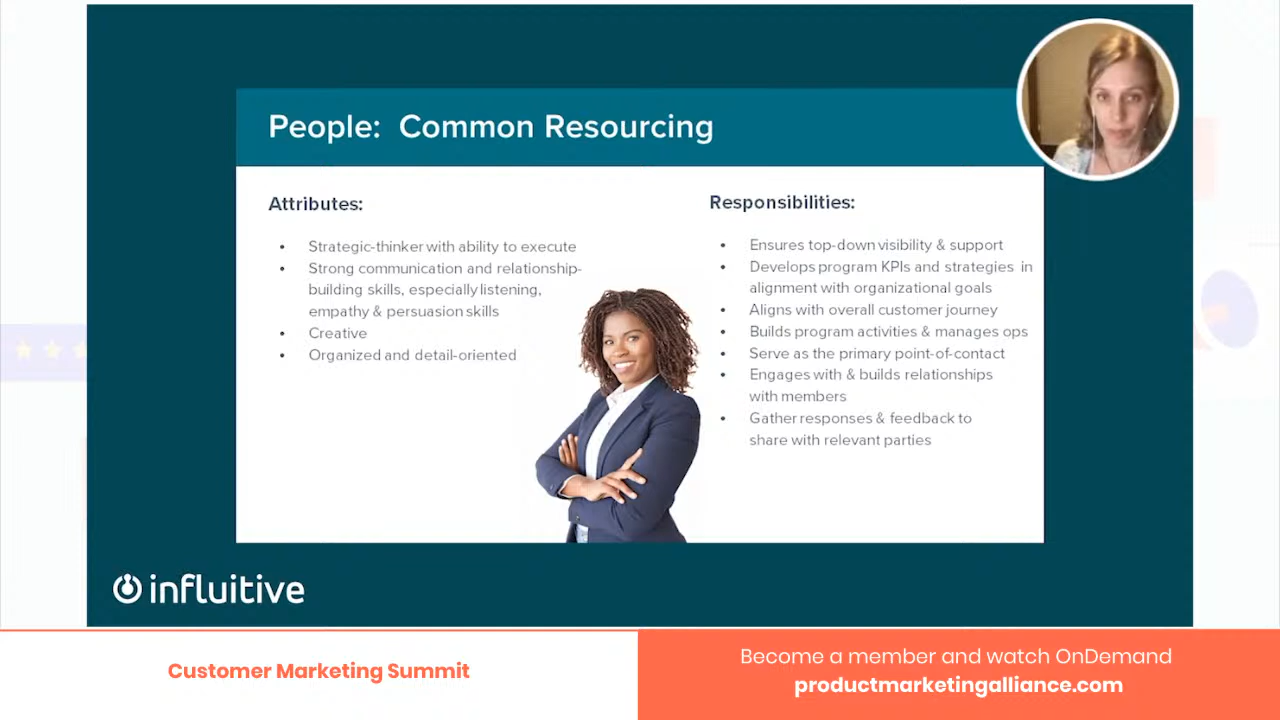 People: Common Resourcing
Attributes:
• Strategic-thinker with ability to execute
• Strong communication and relationship-
building skills, especially listening,
empathy & persuasion skills
• Creative
• Organized and detail-oriented
Responsibilities:
• Ensures top-down visibility & support
• Develops program KPIs and strategies in
alignment with organizational goals
• Aligns with overall customer journey
• Builds program activities & manages ops
• Serve as the primary point-of-contact
• Engages with & builds relationships
with members
• Gather responses & feedback to
share with relevant parties
influitive
Customer Marketing Summit
Become a member and watch OnDemand
productmarketingalliance.com